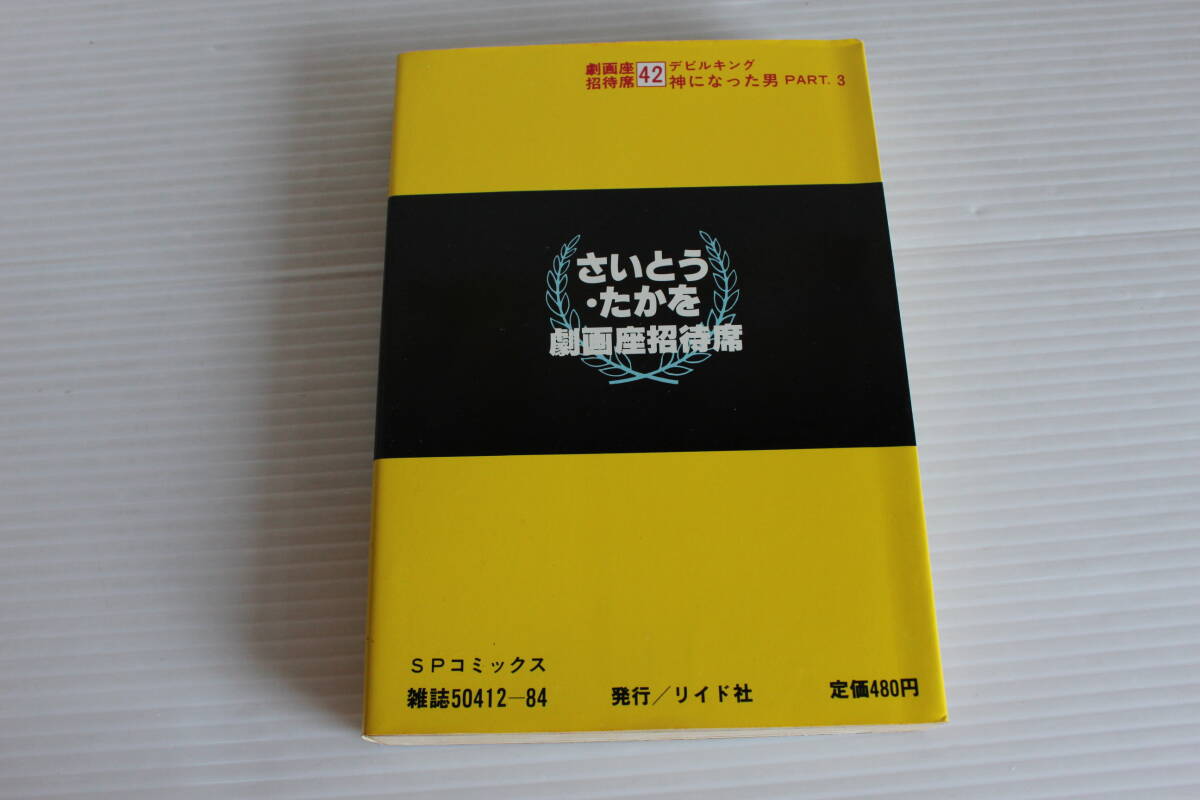 劇画座 42 デビルキング
招待席 神になった男 PART. 3
さいとう
・たかを
劇画座招待席
SPコミックス
雑誌50412-84 発行/リイド社 定価480円